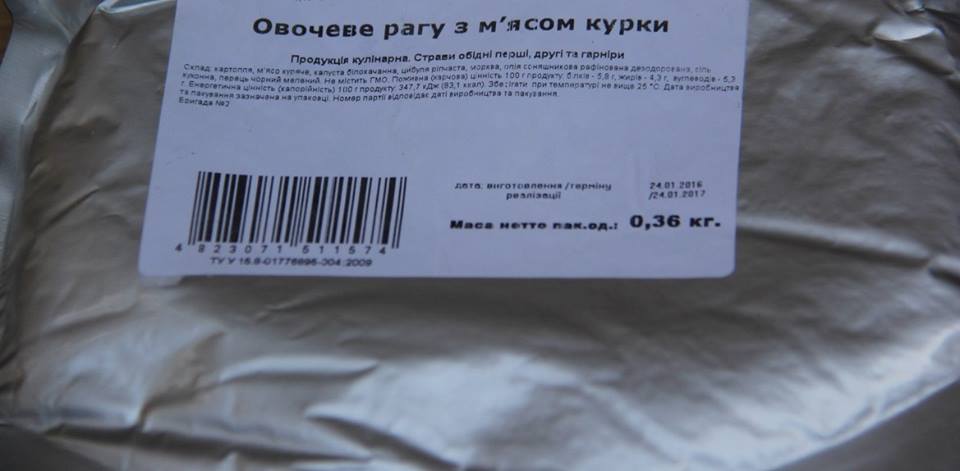 Овочеве рагу з м'ясом курки
Продукція кулінарна. Страви обідні перші, другі та гарніри
Склад: картопля, м'ясо куряче, капуста білокачанна, цибуля ріпчаста, морква, олія соняшникова рафінована дезодорована, сіль
кухонна, перець чорний мелений. Не містить ГМО. Поживна (харчова) цінність 100 г продукту: білків - 5,8 г, жирів - 4,3 г, вуглеводів - 5,3
г. Енергетична цінність (калорійність) 100 г продукту: 347,7 кДж (83,1 ккал). Зберігати при температурі не вище 25 °С. Дата виробництва
та пакування зазначена на упаковці. Номер партії відповідає даті виробництва та пакування.
Бригада №2
дата: виготовлення /терміну 24.01.2016
реалізації /24.01.2017
Маса нетто пак.од.: 0,36 кг.
4 823071 511574
ТУ У 15.8-01776695-004:2009